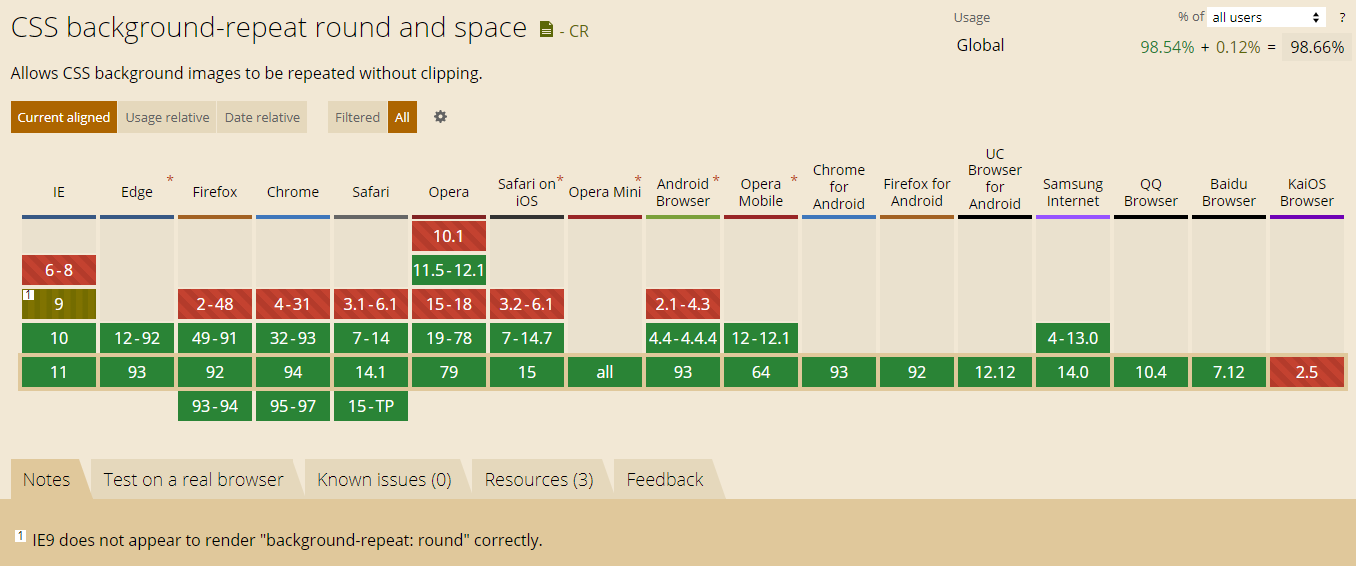 CSS background-repeat round and space - CR
Usage % of all users ?
Global 98.54% + 0.12% = 98.66%
Allows CSS background images to be repeated without clipping.
Current aligned Usage relative Date relative Filtered All
IE Edge * Firefox Chrome Safari Opera Safari on iOS * Opera Mini * Android Browser * Opera Mobile * Chrome for Android Firefox for Android UC Browser for Android Samsung Internet QQ Browser Baidu Browser KaiOS Browser
10.1
6-8 11.5-12.1
1 9 2-48 4-31 3.1-6.1 15-18 3.2-6.1 2.1-4.3
10 12-92 49-91 32-93 7-14 19-78 7-14.7 4.4-4.4.4 12-12.1 4-13.0
11 93 92 94 14.1 79 15 all 93 64 93 92 12.12 14.0 10.4 7.12 2.5
93-94 95-97 15-TP
Notes Test on a real browser Known issues (0) Resources (3) Feedback
1 IE9 does not appear to render "background-repeat: round" correctly.